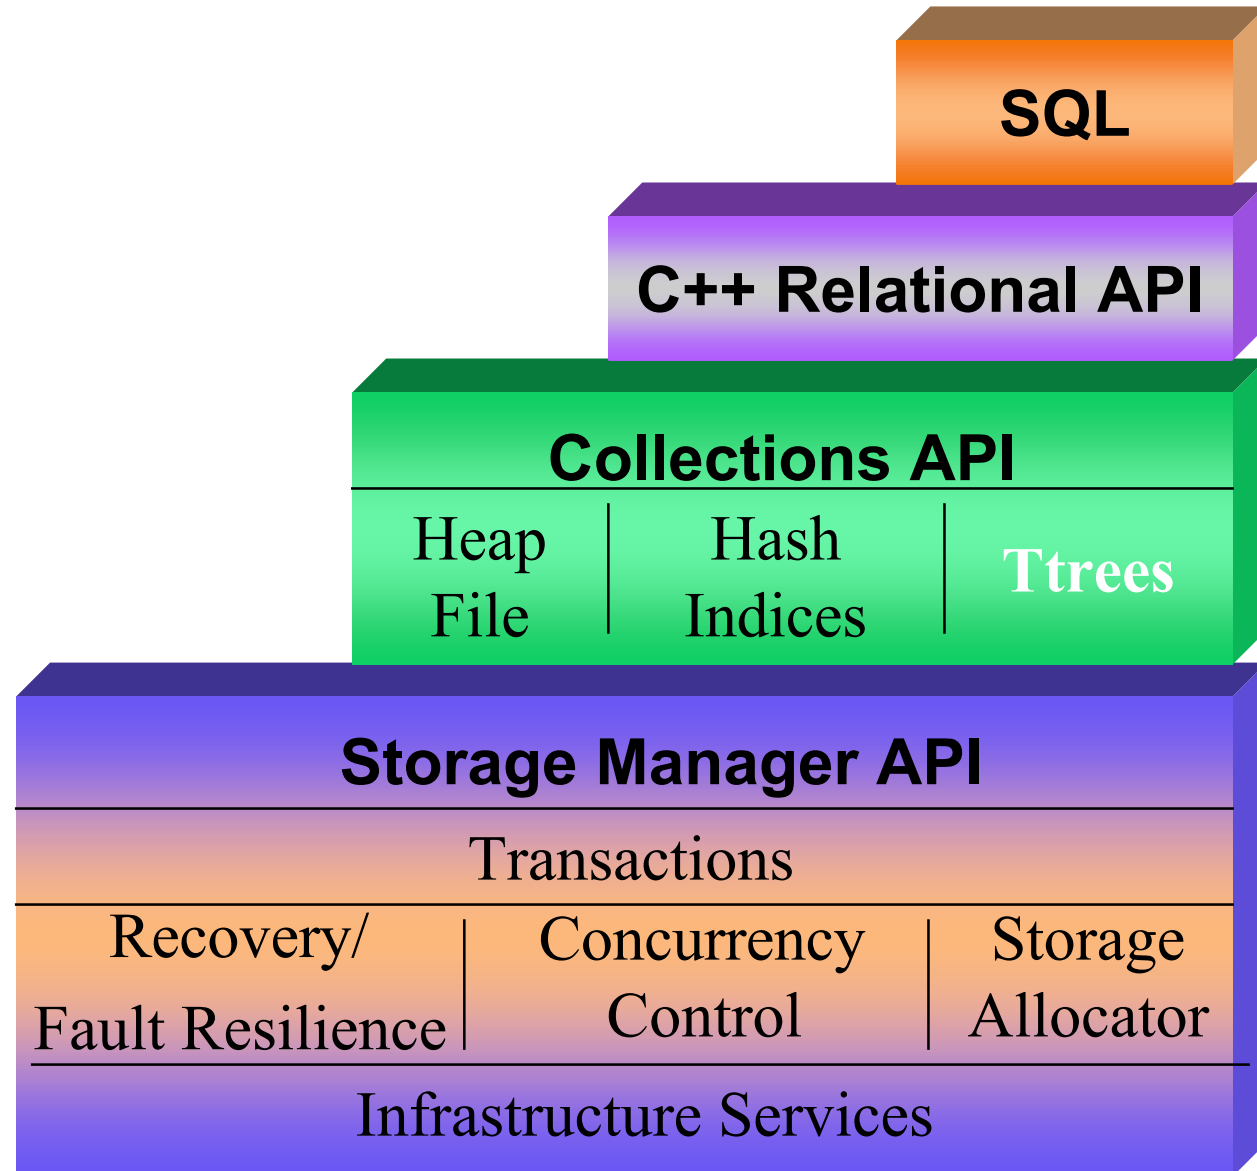 SQL
C++ Relational API
Collections API
Heap
File
Hash
Indices
Ttrees
Storage Manager API
Transactions
Recovery/
Fault Resilience
Concurrency
Control
Storage
Allocator
Infrastructure Services